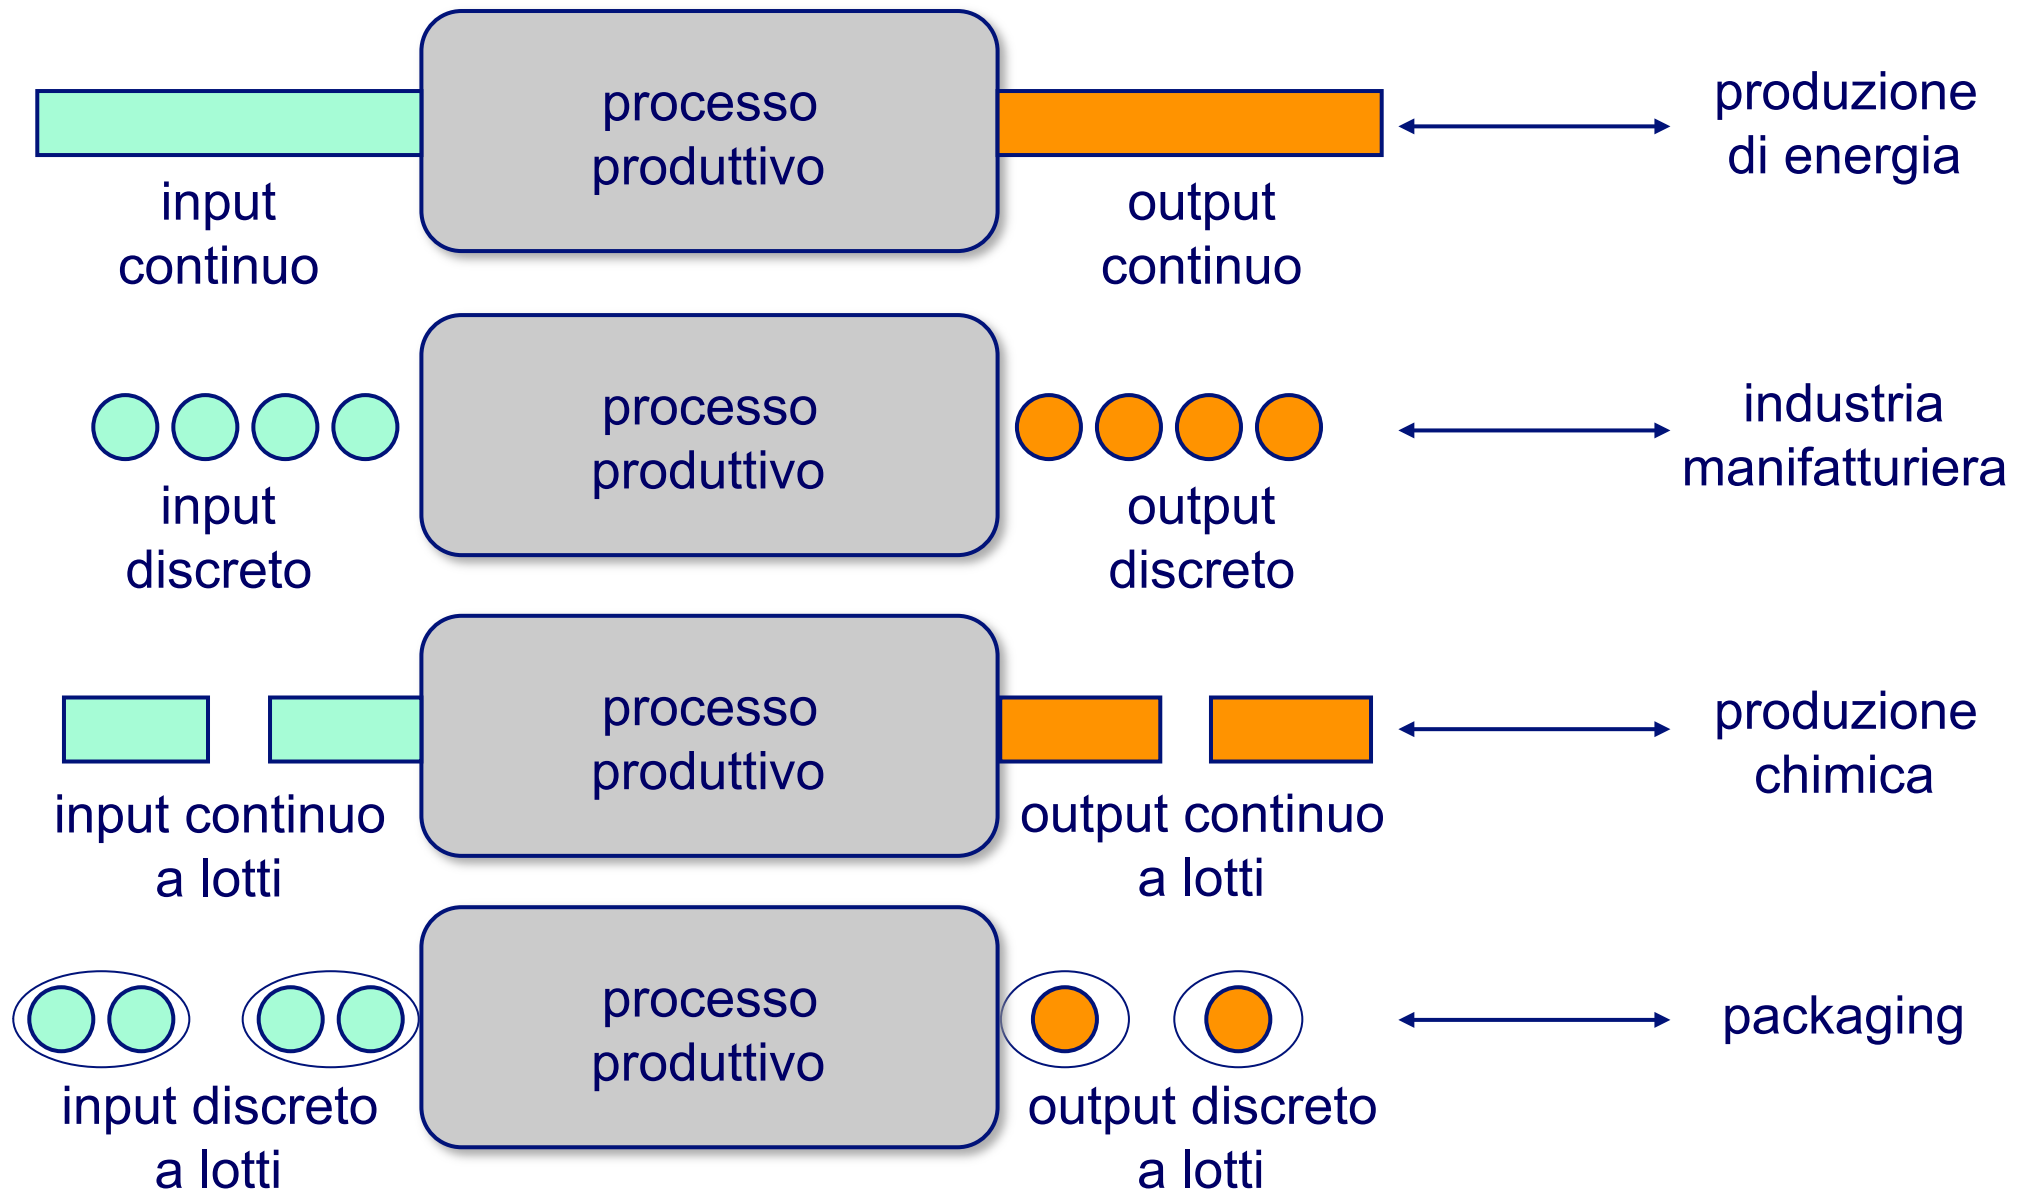 processo
produttivo
input
continuo
output
continuo
produzione
di energia
processo
produttivo
input
discreto
output
discreto
industria
manifatturiera
processo
produttivo
input continuo
a lotti
output continuo
a lotti
produzione
chimica
processo
produttivo
input discreto
a lotti
output discreto
a lotti
packaging